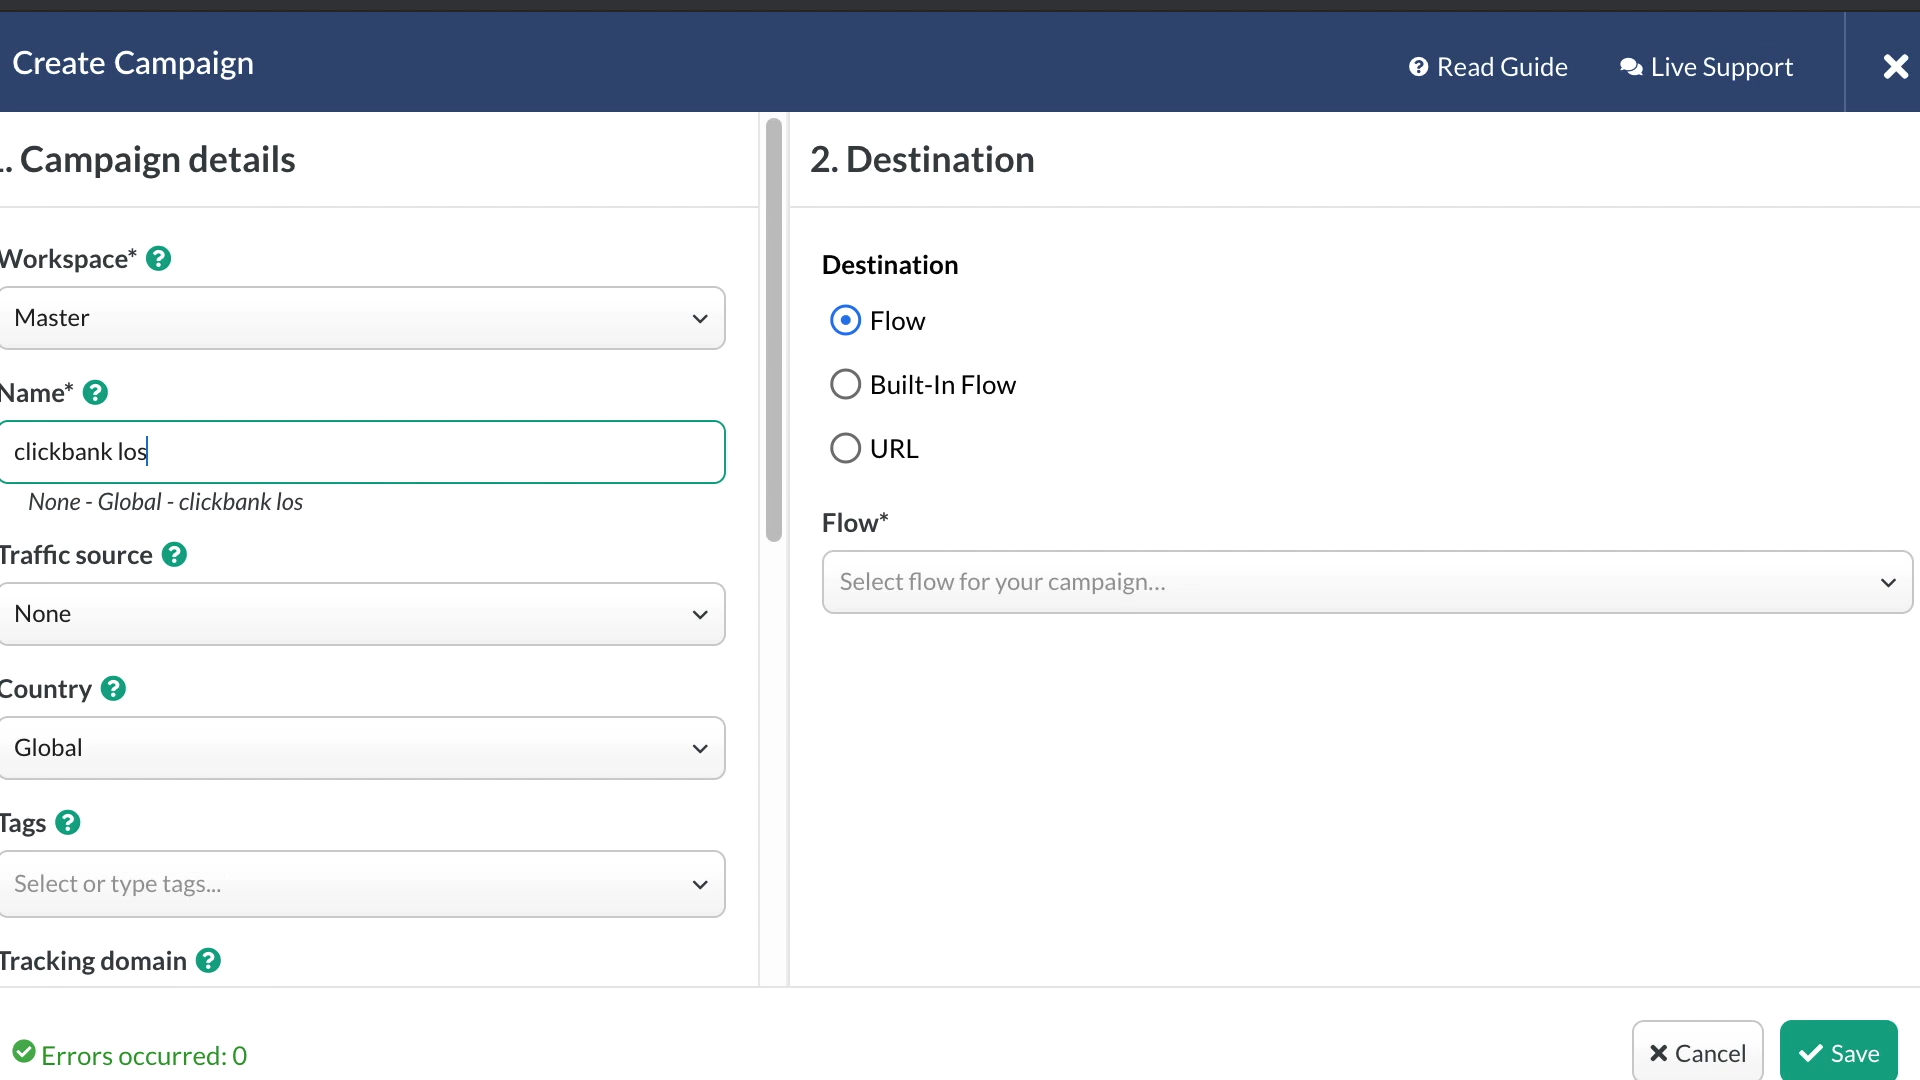 Create Campaign
Read Guide
Live Support
. Campaign details
2. Destination
Workspace*
Master
Name*
clickbank los
None - Global - clickbank los
Traffic source
None
Country
Global
Tags
Select or type tags...
Tracking domain
Destination
Flow
Built-In Flow
URL
Flow*
Select flow for your campaign...
Errors occurred: 0
Cancel
Save